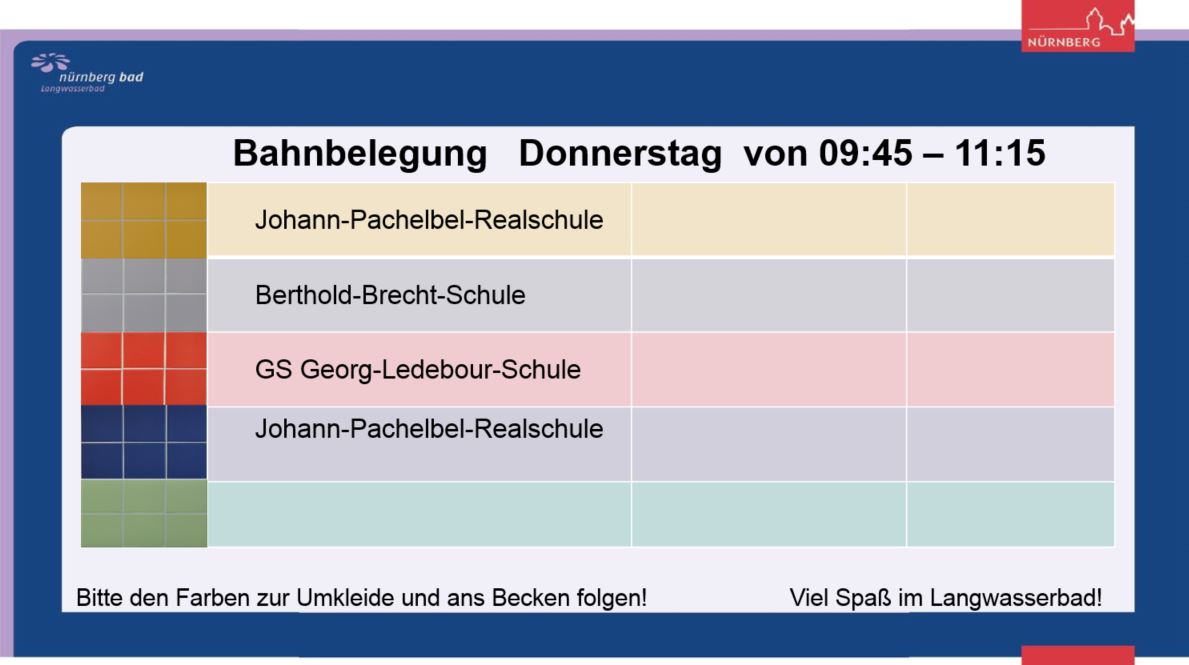 NÜRNBERG
nürnberg bad
Langwasserbad
Bahnbelegung Donnerstag von 09:45 – 11:15
Johann-Pachelbel-Realschule
Berthold-Brecht-Schule
GS Georg-Ledebour-Schule
Johann-Pachelbel-Realschule
Bitte den Farben zur Umkleide und ans Becken folgen! Viel Spaß im Langwasserbad!